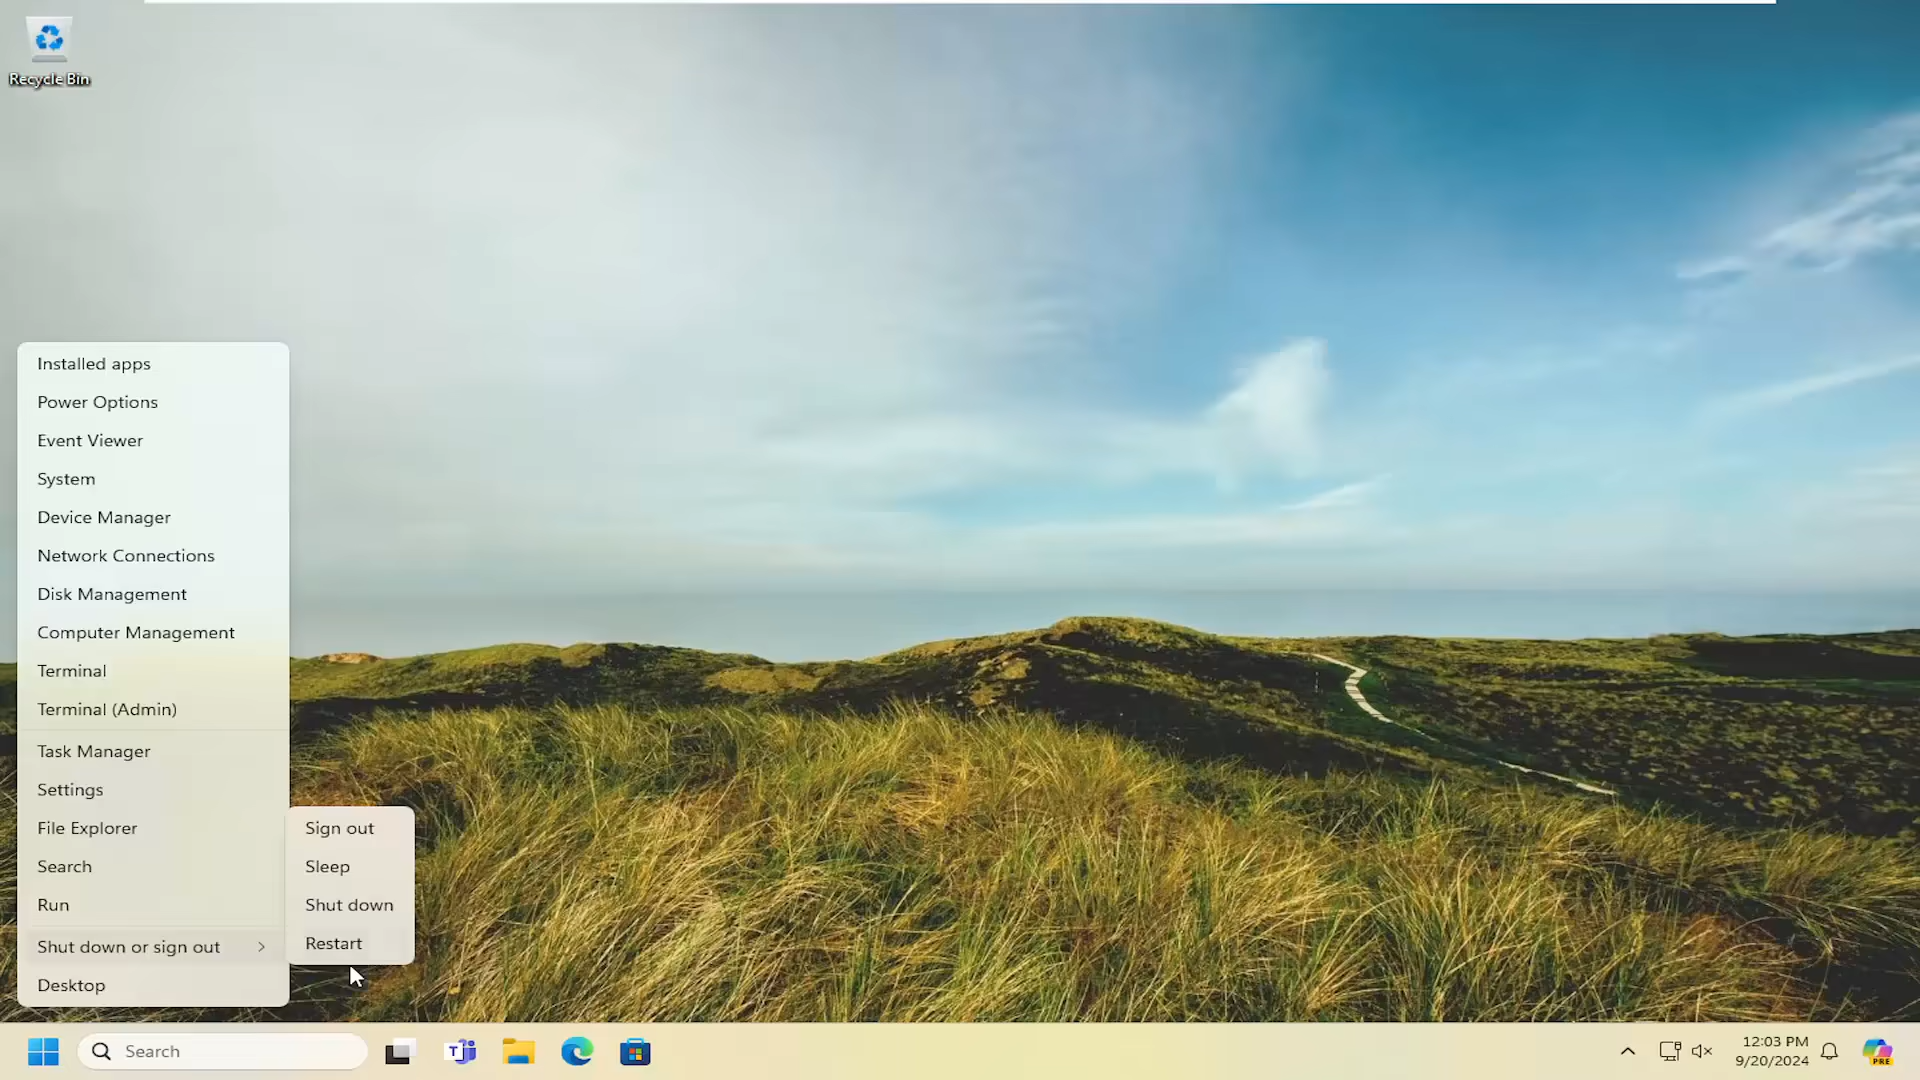 Recycle Bin
Installed apps
Power Options
Event Viewer
System
Device Manager
Network Connections
Disk Management
Computer Management
Terminal
Terminal (Admin)
Task Manager
Settings
File Explorer
Search
Run
Shut down or sign out
Desktop
Sign out
Sleep
Shut down
Restart
Search
T
12:03 PM
9/20/2024
PRE